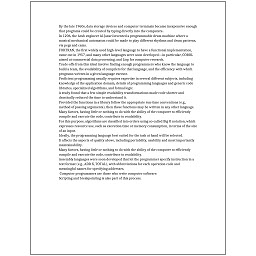 By the late 1960s, data storage devices and computer terminals became inexpensive enough
that programs could be created by typing directly into the computers.
In 1206, the Arab engineer Al-Jazari invented a programmable drum machine where a
musical mechanical automaton could be made to play different rhythms and drum patterns,
via pegs and cams.
FORTRAN, the first widely used high-level language to have a functional implementation,
came out in 1957, and many other languages were soon developed—in particular, COBOL
aimed at commercial data processing, and Lisp for computer research.
Trade-offs from this ideal involve finding enough programmers who know the language to
build a team, the availability of compilers for that language, and the efficiency with which
programs written in a given language execute.
Proficient programming usually requires expertise in several different subjects, including
knowledge of the application domain, details of programming languages and generic code
libraries, specialized algorithms, and formal logic.
A study found that a few simple readability transformations made code shorter and
drastically reduced the time to understand it.
Provided the functions in a library follow the appropriate run-time conventions (e.g.,
method of passing arguments), then these functions may be written in any other language.
Many factors, having little or nothing to do with the ability of the computer to efficiently
compile and execute the code, contribute to readability.
For this purpose, algorithms are classified into orders using so-called Big O notation, which
expresses resource use, such as execution time or memory consumption, in terms of the size
of an input.
Ideally, the programming language best suited for the task at hand will be selected.
It affects the aspects of quality above, including portability, usability and most importantly
maintainability.
Many factors, having little or nothing to do with the ability of the computer to efficiently
compile and execute the code, contribute to readability.
Assembly languages were soon developed that let the programmer specify instruction in a
text format (e.g., ADD X, TOTAL), with abbreviations for each operation code and
meaningful names for specifying addresses.
Computer programmers are those who write computer software.
Scripting and breakpointing is also part of this process.